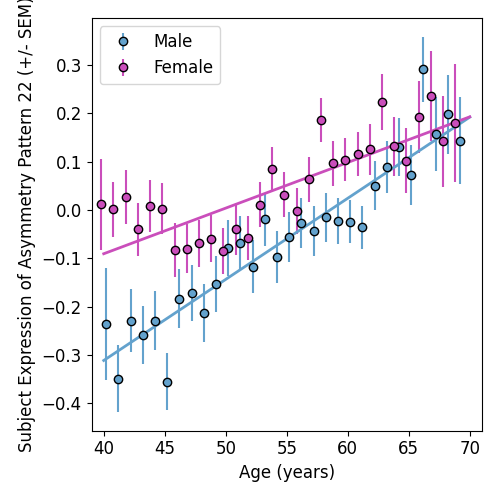 Male
Female
Subject Expression of Asymmetry Pattern 22 (+/- SEM)
0.3
0.2
0.1
0.0
−0.1
−0.2
−0.3
−0.4
40 45 50 55 60 65 70
Age (years)